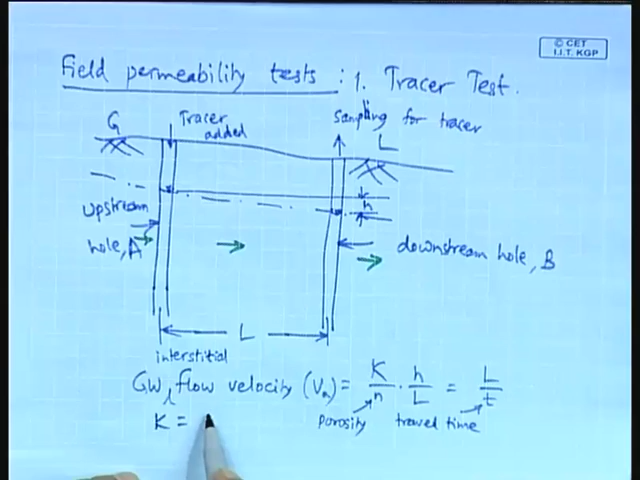 © CET
I.I.T. KGP
Field permeability tests : 1. Tracer Test.
G
Tracer added
Sampling for tracer
L
h
upstream hole, A
downstream hole, B
L
interstitial
GW flow velocity (Va) = K/n . h/L = L/t
porosity
travel time
K =